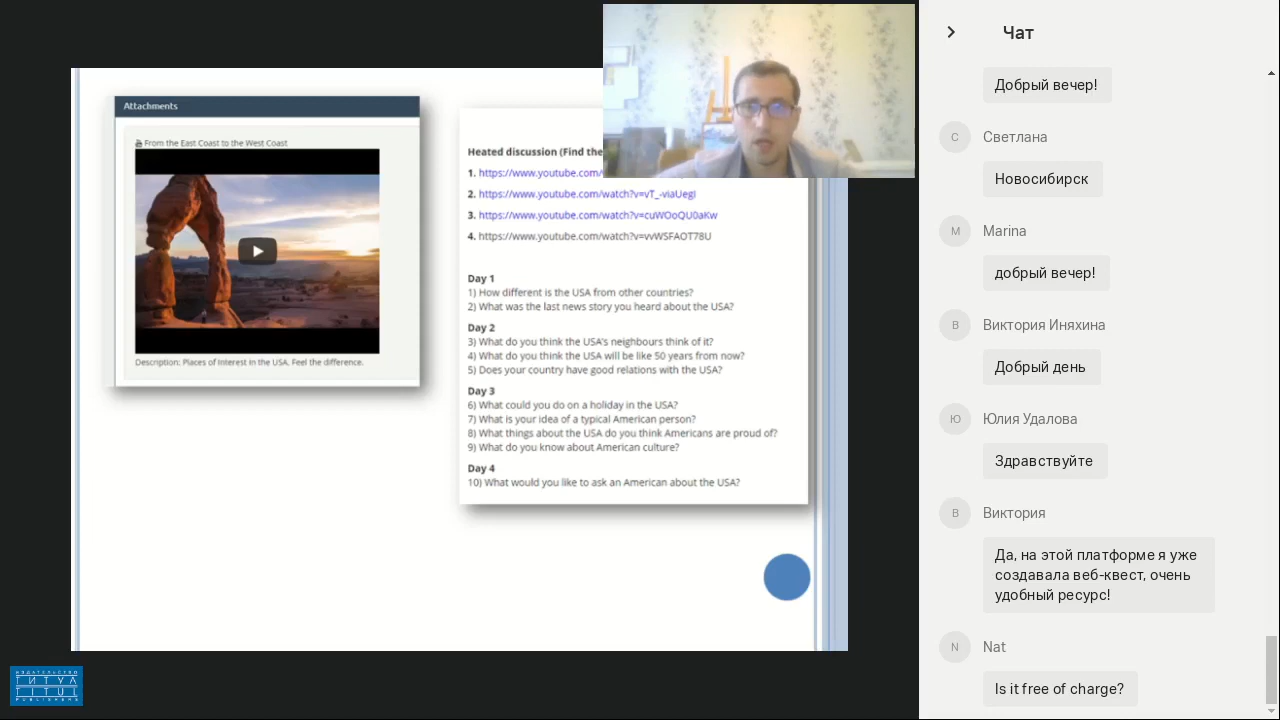 Attachments
From the East Coast to the West Coast
Description: Places of Interest in the USA. Feel the difference.
Heated discussion (Find the
1. https://www.youtube.com/
2. https://www.youtube.com/watch?v=vT_-viaUegI
3. https://www.youtube.com/watch?v=cuWOoQU0aKw
4. https://www.youtube.com/watch?v=vvWSFAOT78U
Day 1
1) How different is the USA from other countries?
2) What was the last news story you heard about the USA?
Day 2
3) What do you think the USA's neighbours think of it?
4) What do you think the USA will be like 50 years from now?
5) Does your country have good relations with the USA?
Day 3
6) What could you do on a holiday in the USA?
7) What is your idea of a typical American person?
8) What things about the USA do you think Americans are proud of?
9) What do you know about American culture?
Day 4
10) What would you like to ask an American about the USA?
ИЗДАТЕЛЬСТВО
ТИТУЛ
TITUL
PUBLISHERS
Чат
Добрый вечер!
С
Светлана
Новосибирск
M
Marina
добрый вечер!
В
Виктория Иняхина
Добрый день
Ю
Юлия Удалова
Здравствуйте
В
Виктория
Да, на этой платформе я уже
создавала веб-квест, очень
удобный ресурс!
N
Nat
Is it free of charge?